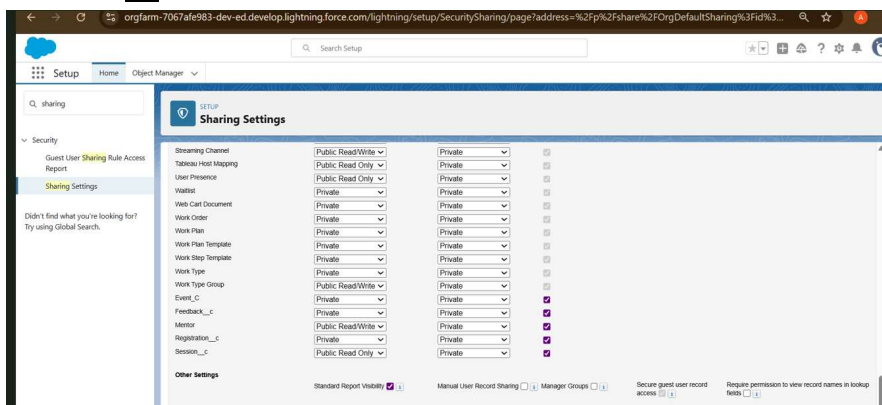 orgfarm-7067afe983-dev-ed.develop.lightning.force.com/lightning/setup/SecuritySharing/page?address=%2Fp%2Fshare%2FOrgDefaultSharing%3Fid%3...
A
Search Setup
Setup Home Object Manager
sharing
SETUP
Sharing Settings
Security
Guest User Sharing Rule Access
Report
Sharing Settings
Didn't find what you're looking for?
Try using Global Search.
Streaming Channel Public Read/Write Private
Tableau Host Mapping Public Read Only Private
User Presence Public Read Only Private
Waitlist Private Private
Web Cart Document Private Private
Work Order Private Private
Work Plan Private Private
Work Plan Template Private Private
Work Step Template Private Private
Work Type Private Private
Work Type Group Public Read/Write Private
Event_C Private Private
Feedback__c Private Private
Mentor Public Read/Write Private
Registration__c Private Private
Session__c Public Read Only Private
Other Settings
Standard Report Visibility i Manual User Record Sharing i Manager Groups i Secure guest user record access i Require permission to view record names in lookup fields i